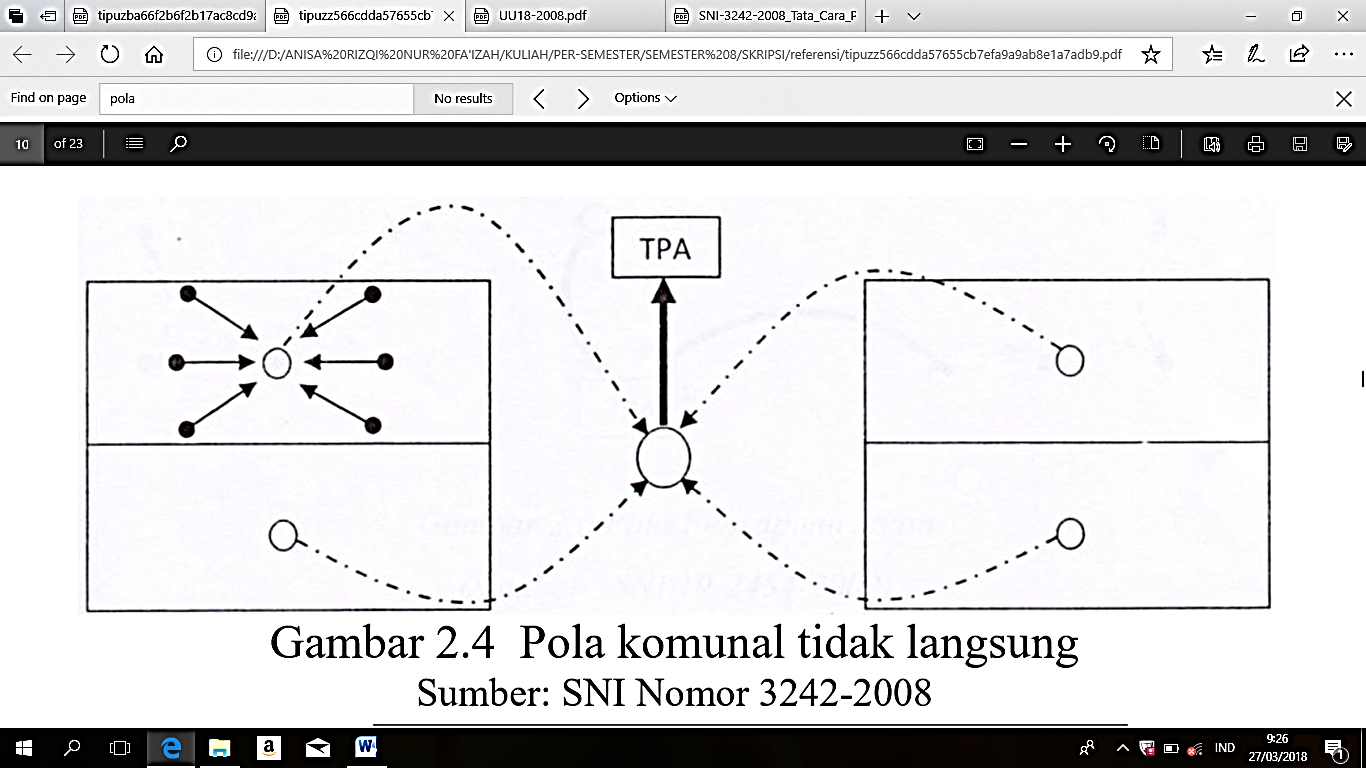 tipuzba66f2b6f2b17ac8cd9a
tipuzz566cdda57655cb7
UU18-2008.pdf
SNI-3242-2008_Tata_Cara_P
file:///D:/ANISA%20RIZQI%20NUR%20FA'IZAH/KULIAH/PER-SEMESTER/SEMESTER%208/SKRIPSI/referensi/tipuzz566cdda57655cb7efa9a9ab8e1a7adb9.pdf
Find on page
pola
No results
Options
10 of 23
TPA
Gambar 2.4 Pola komunal tidak langsung
Sumber: SNI Nomor 3242-2008
IND
9:26
27/03/2018